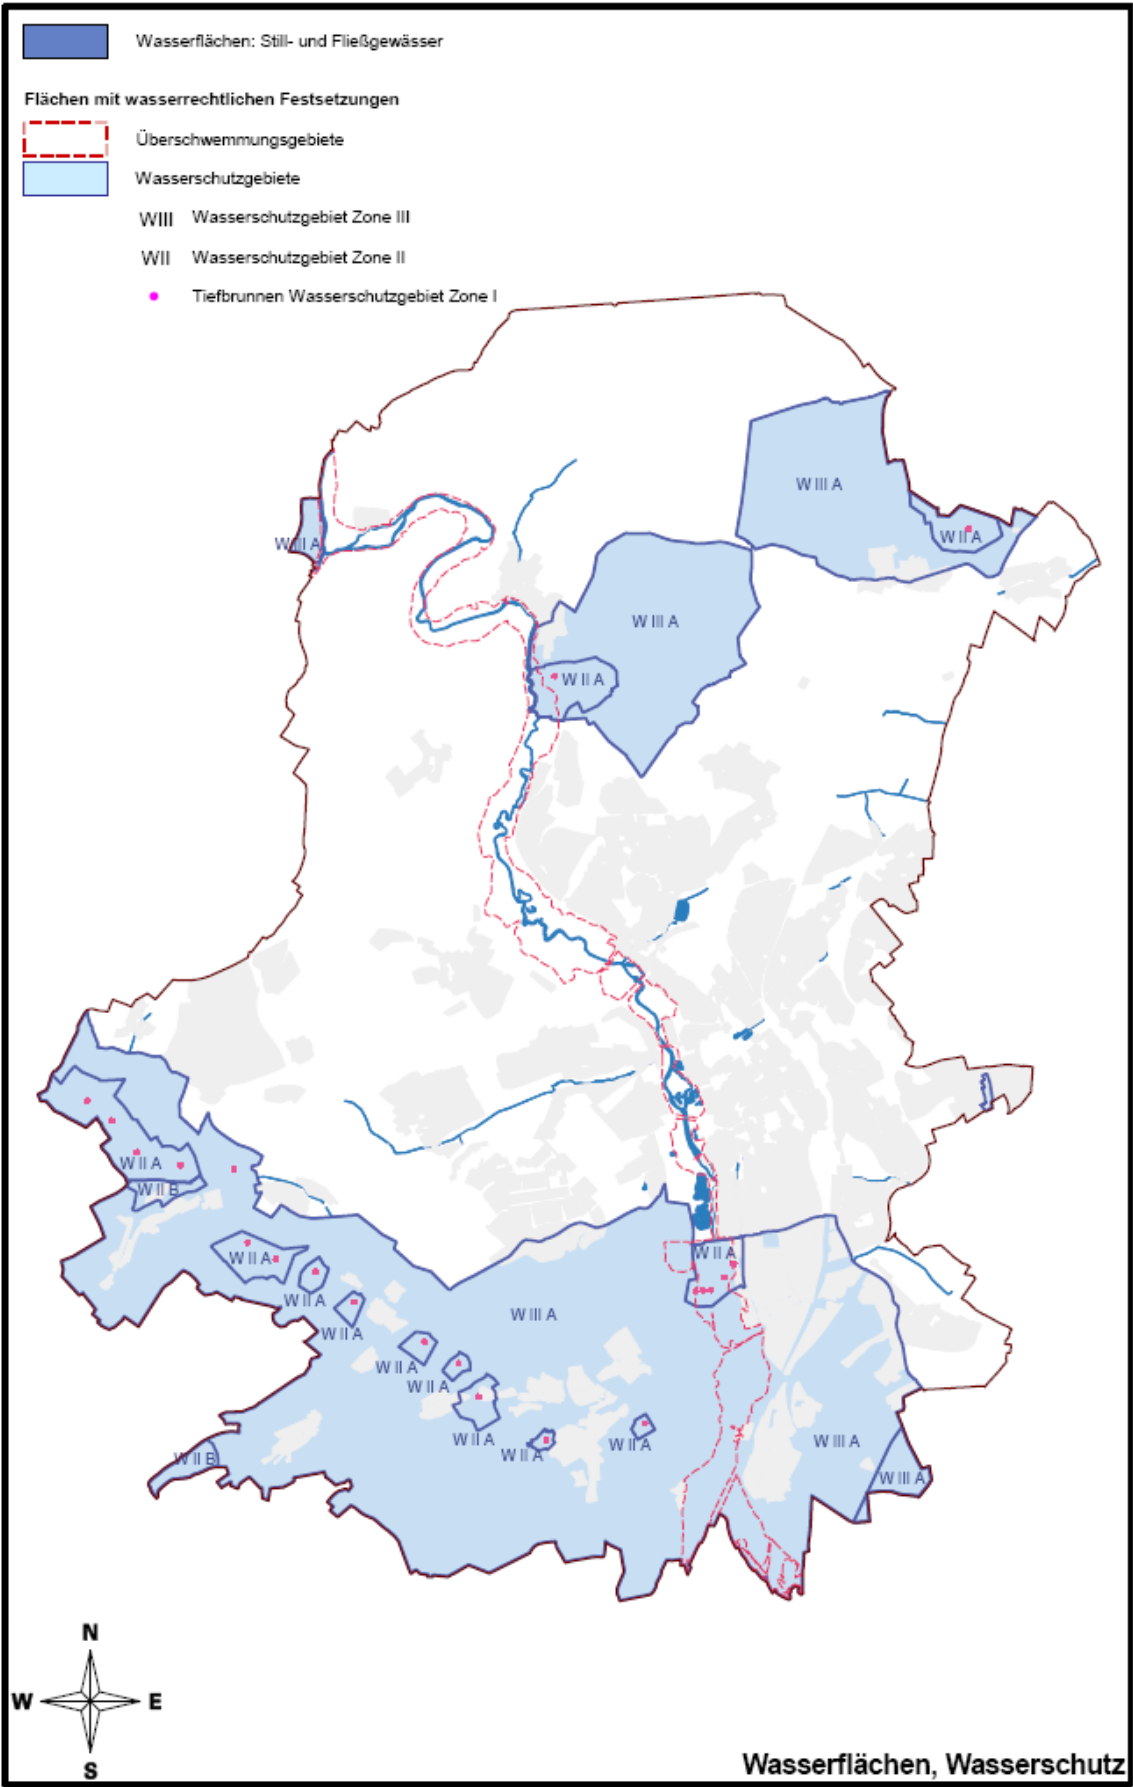 Wasserflächen: Still- und Fließgewässer
Flächen mit wasserrechtlichen Festsetzungen
Überschwemmungsgebiete
Wasserschutzgebiete
WIII Wasserschutzgebiet Zone III
WII Wasserschutzgebiet Zone II
Tiefbrunnen Wasserschutzgebiet Zone I
W III A
W II A
W III A
W III A
W II A
W II A
W II B
W II A
W II A
W II A
W II A
W III A
W II A
W II A
W II A
W II A
W II A
W III A
W II B
W III A
N
W E
S
Wasserflächen, Wasserschutz